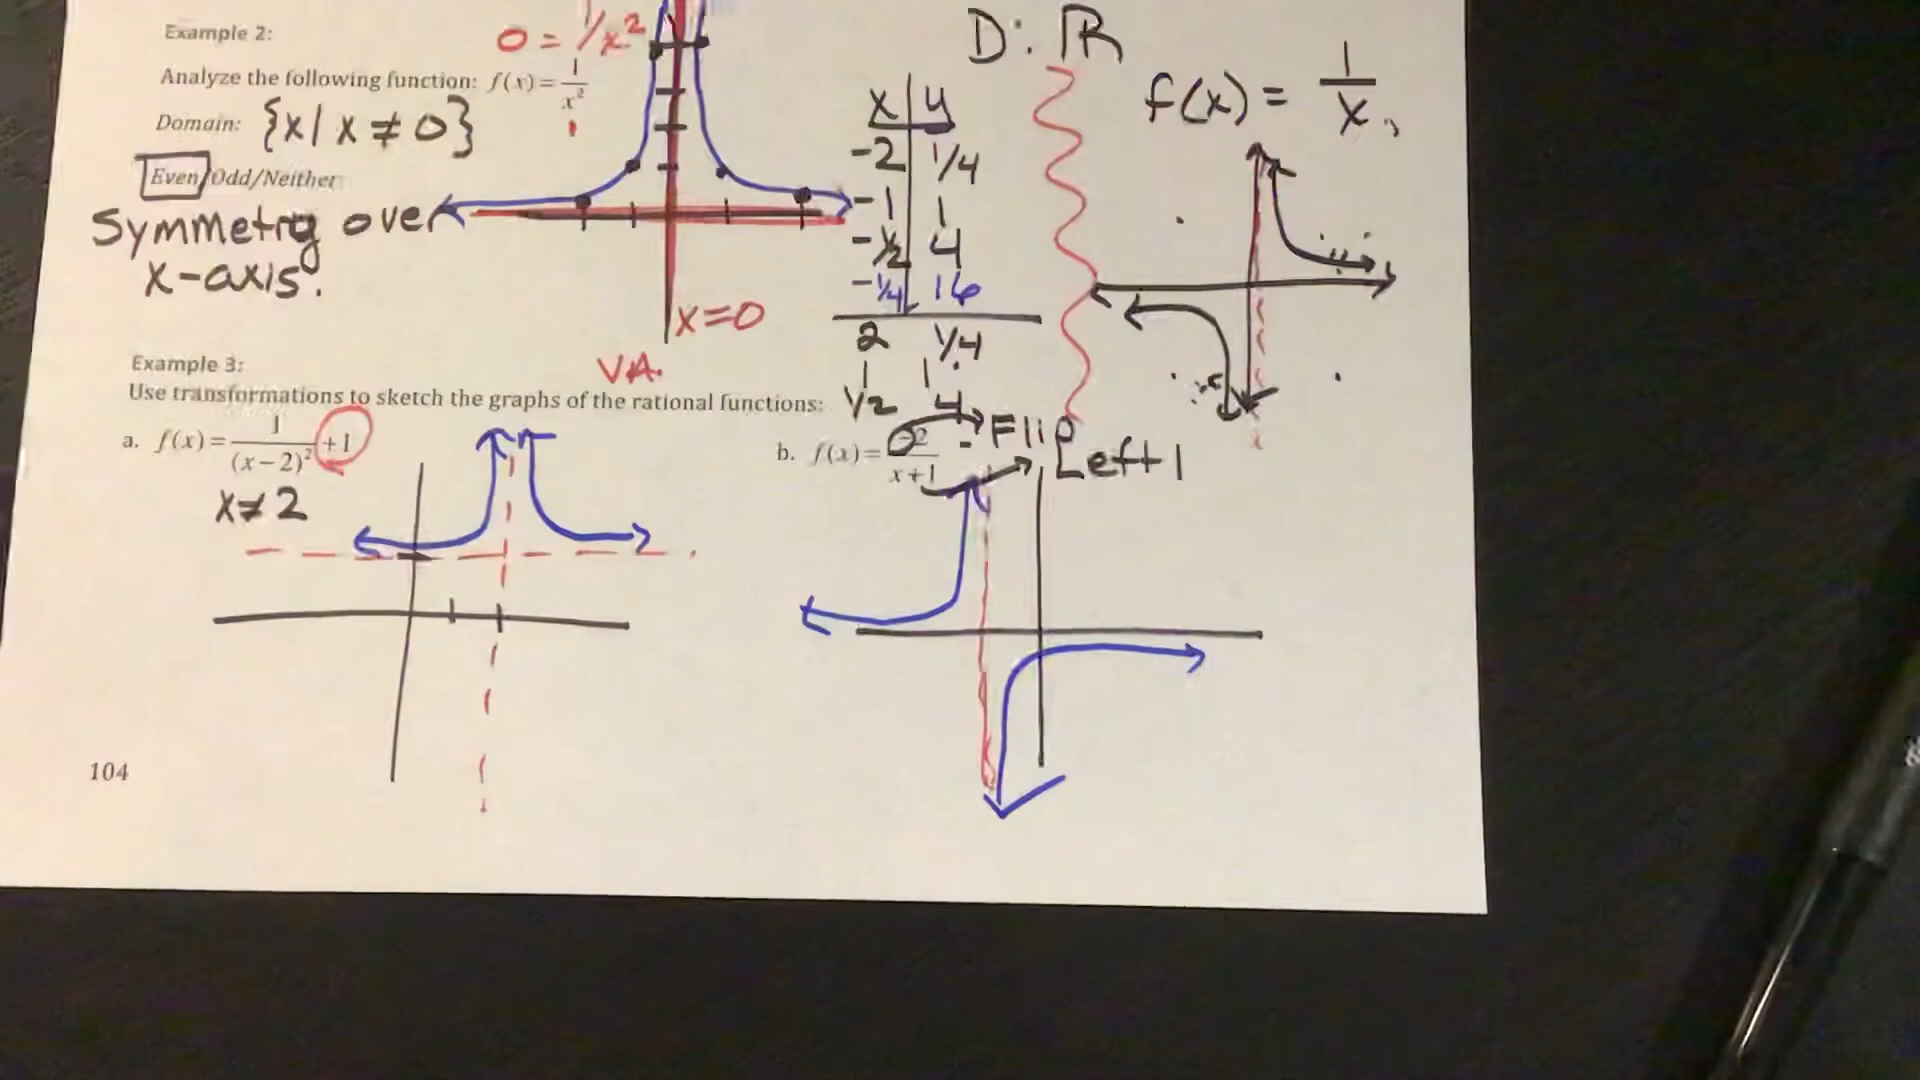 Example 2:
0 = 1/x²
Analyze the following function: f(x) = 1/x²
Domain: {x | x ≠ 0}
Even/Odd/Neither
Symmetry over
x-axis.
x=0
V.A.
D: ℝ
x | y
-2 | 1/4
-1 | 1
-1/2 | 4
-1/4 | 16
2 | 1/4
1 | 1
1/2 | 4
f(x) = 1/x
Example 3:
Use transformations to sketch the graphs of the rational functions:
a. f(x) = 1/(x-2)² +1
x≠2
b. f(x) = -2/x+1
Flip
Left 1
104